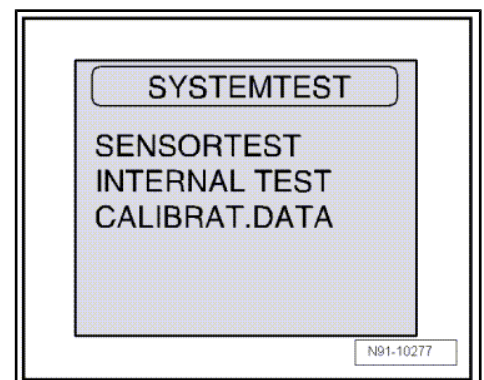 SYSTEMTEST
SENSORTEST
INTERNAL TEST
CALIBRAT.DATA
N91-10277